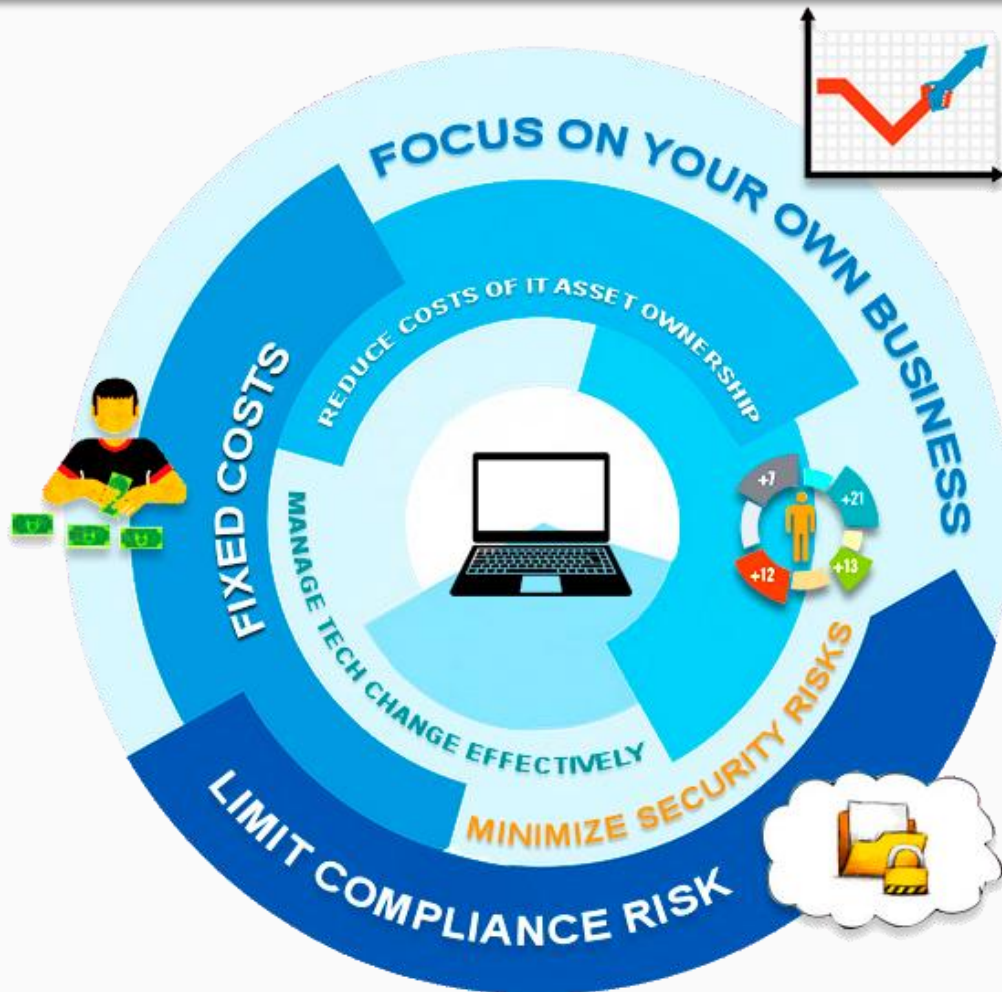 FOCUS ON YOUR OWN BUSINESS
REDUCE COSTS OF IT ASSET OWNERSHIP
FIXED COSTS
+7
+21
+12
+13
MANAGE TECH CHANGE EFFECTIVELY
MINIMIZE SECURITY RISKS
LIMIT COMPLIANCE RISK